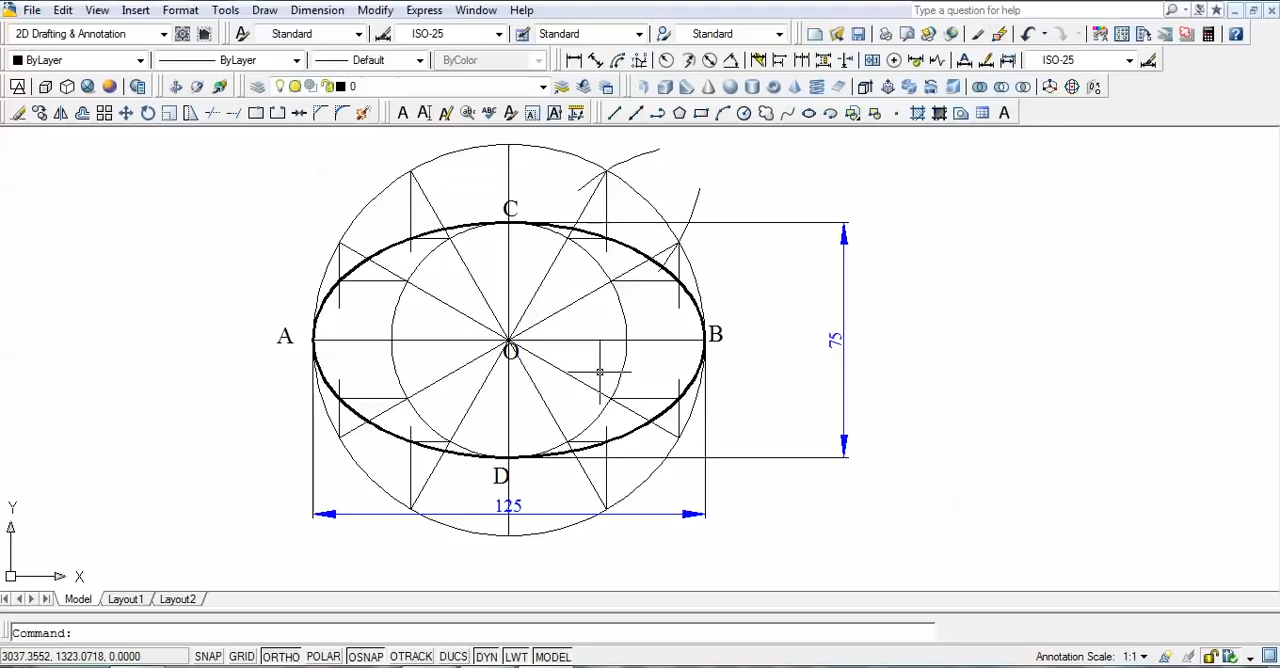 File Edit View Insert Format Tools Draw Dimension Modify Express Window Help Type a question for help
2D Drafting & Annotation Standard ISO-25 Standard Standard
ByLayer ByLayer Default ByColor ISO-25
0
C
A B
O
75
D
125
Y
X
Model Layout1 Layout2
Command:
3037.3552, 1323.0718, 0.0000 SNAP GRID ORTHO POLAR OSNAP OTRACK DUCS DYN LWT MODEL Annotation Scale: 1:1